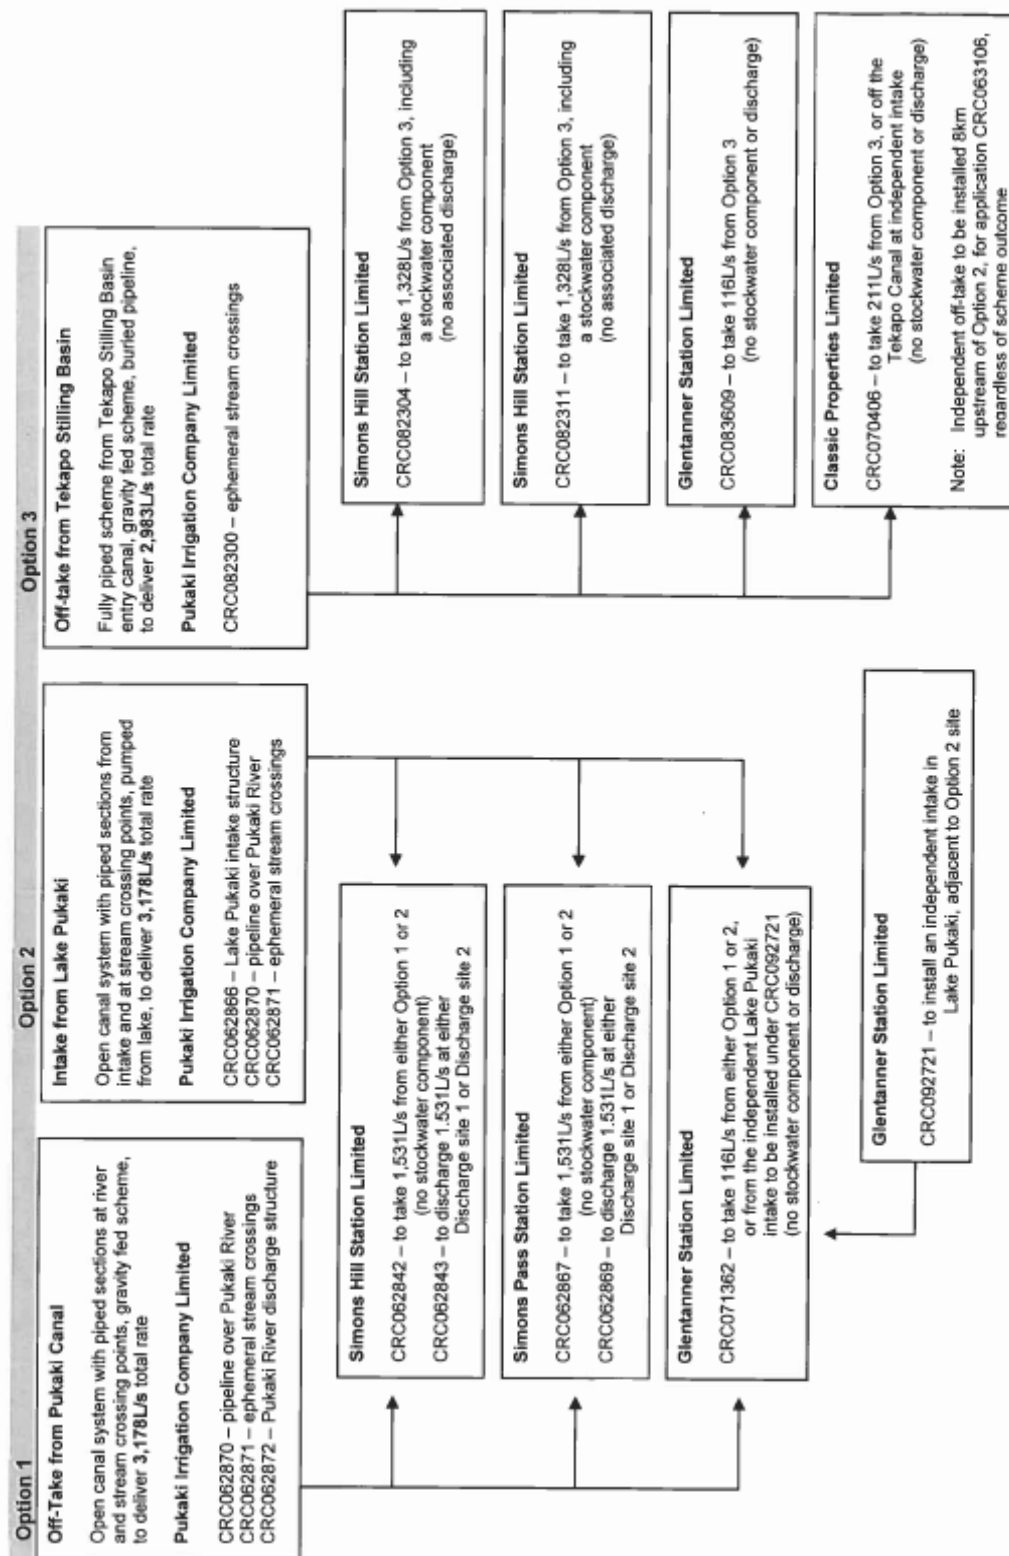 Option 1
Off-Take from Pukaki Canal
Open canal system with piped sections at river
and stream crossing points, gravity fed scheme,
to deliver 3,178L/s total rate
Pukaki Irrigation Company Limited
CRC062870 – pipeline over Pukaki River
CRC062871 – ephemeral stream crossings
CRC062872 – Pukaki River discharge structure
Option 2
Intake from Lake Pukaki
Open canal system with piped sections from
intake and at stream crossing points, pumped
from lake, to deliver 3,178L/s total rate
Pukaki Irrigation Company Limited
CRC062866 – Lake Pukaki intake structure
CRC062870 – pipeline over Pukaki River
CRC062871 – ephemeral stream crossings
Option 3
Off-take from Tekapo Stilling Basin
Fully piped scheme from Tekapo Stilling Basin
entry canal, gravity fed scheme, buried pipeline,
to deliver 2,983L/s total rate
Pukaki Irrigation Company Limited
CRC082300 – ephemeral stream crossings
Simons Hill Station Limited
CRC062842 – to take 1,531L/s from either Option 1 or 2
(no stockwater component)
CRC062843 – to discharge 1.531L/s at either
Discharge site 1 or Discharge site 2
Simons Pass Station Limited
CRC062867 – to take 1,531L/s from either Option 1 or 2
(no stockwater component)
CRC062869 – to discharge 1.531L/s at either
Discharge site 1 or Discharge site 2
Glentanner Station Limited
CRC071362 – to take 116L/s from either Option 1 or 2,
or from the independent Lake Pukaki
intake to be installed under CRC092721
(no stockwater component or discharge)
Glentanner Station Limited
CRC092721 – to install an independent intake in
Lake Pukaki, adjacent to Option 2 site
Simons Hill Station Limited
CRC082304 – to take 1,328L/s from Option 3, including
a stockwater component
(no associated discharge)
Simons Hill Station Limited
CRC082311 – to take 1,328L/s from Option 3, including
a stockwater component
(no associated discharge)
Glentanner Station Limited
CRC083609 – to take 116L/s from Option 3
(no stockwater component or discharge)
Classic Properties Limited
CRC070406 – to take 211L/s from Option 3, or off the
Tekapo Canal at independent intake
(no stockwater component or discharge)
Note: Independent off-take to be installed 8km
upstream of Option 2, for application CRC063106,
regardless of scheme outcome